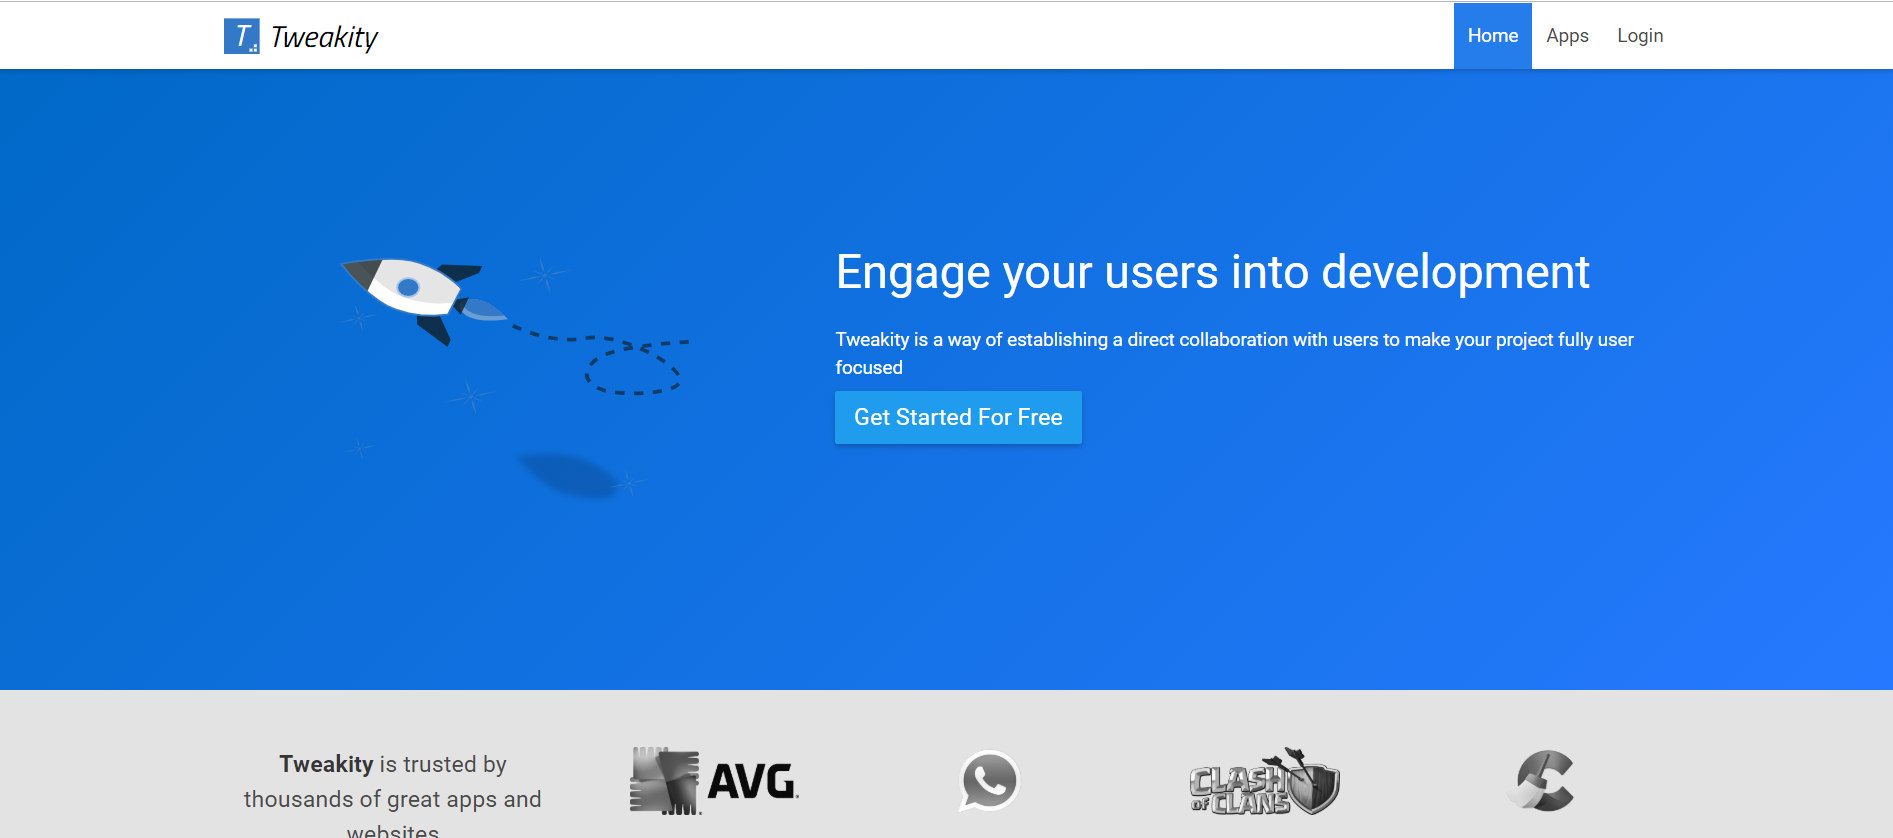 T Tweakity
Home Apps Login
Engage your users into development
Tweakity is a way of establishing a direct collaboration with users to make your project fully user
focused
Get Started For Free
Tweakity is trusted by
thousands of great apps and
websites
AVG
CLASH
OF CLANS